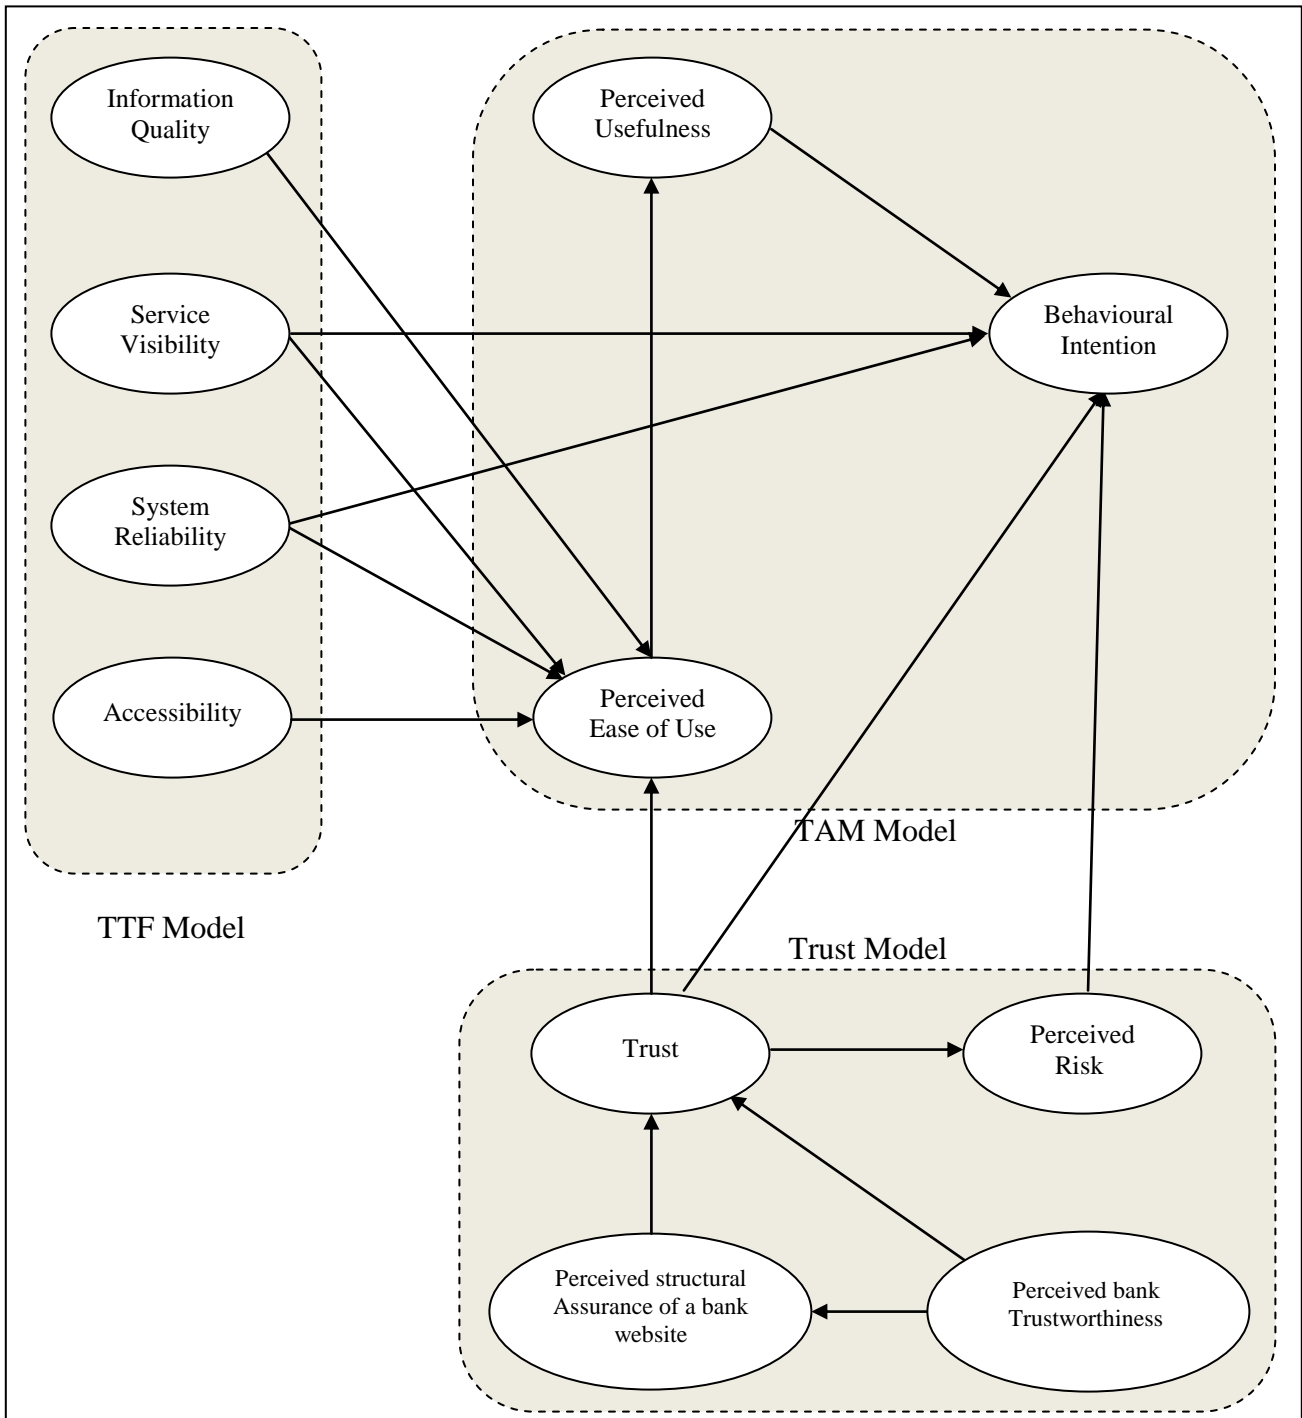 Information
Quality
Perceived
Usefulness
Service
Visibility
Behavioural
Intention
System
Reliability
Accessibility
Perceived
Ease of Use
TAM Model
TTF Model
Trust Model
Trust
Perceived
Risk
Perceived structural
Assurance of a bank
website
Perceived bank
Trustworthiness